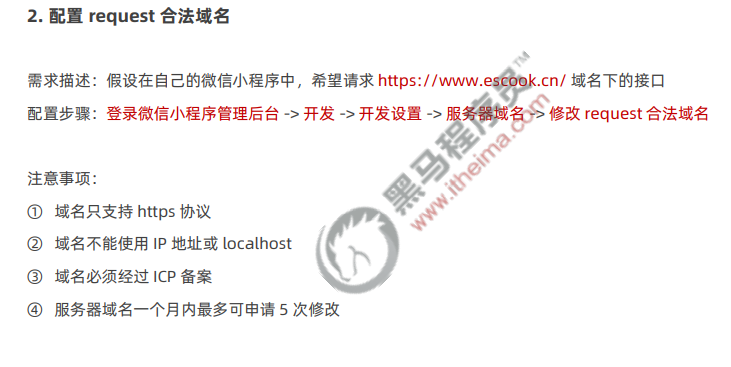 2. 配置 request 合法域名
需求描述：假设在自己的微信小程序中，希望请求 https://www.escook.cn/ 域名下的接口
配置步骤：登录微信小程序管理后台 -> 开发 -> 开发设置 -> 服务器域名 -> 修改 request 合法域名
注意事项：
① 域名只支持 https 协议
② 域名不能使用 IP 地址或 localhost
③ 域名必须经过 ICP 备案
④ 服务器域名一个月内最多可申请 5 次修改
黑马程序员™
www.itheima.com